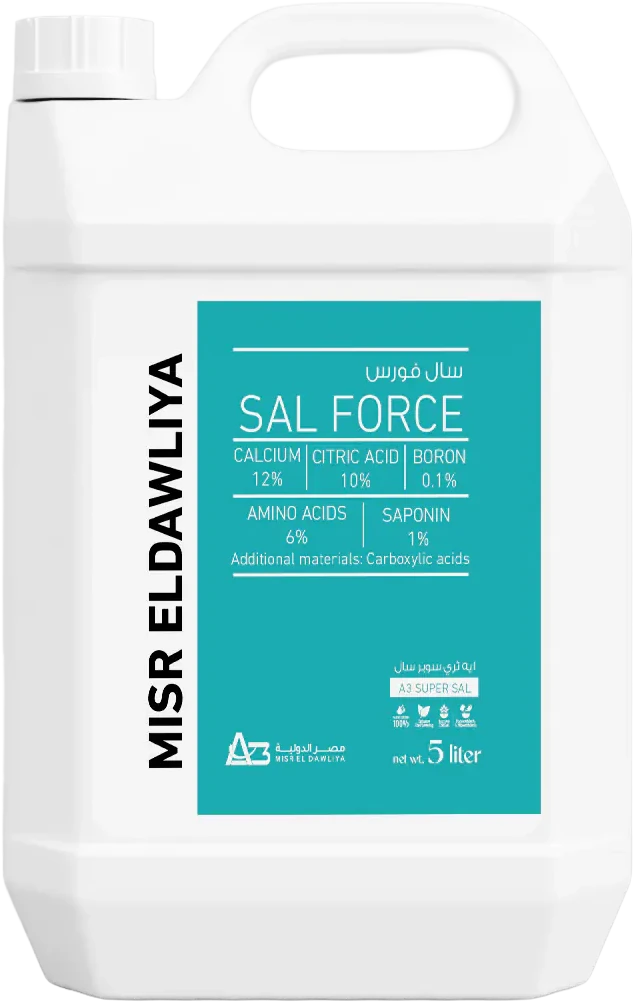 MISR ELDAWLIYA
سال فورس
SAL FORCE
CALCIUM CITRIC ACID BORON
12% 10% 0.1%
AMINO ACIDS SAPONIN
6% 1%
Additional materials: Carboxylic acids
ايه ثري سوبر سال
A3 SUPER SAL
100%
A3 مصر الدولية
MISR EL DAWLIYA
net wt. 5 liter